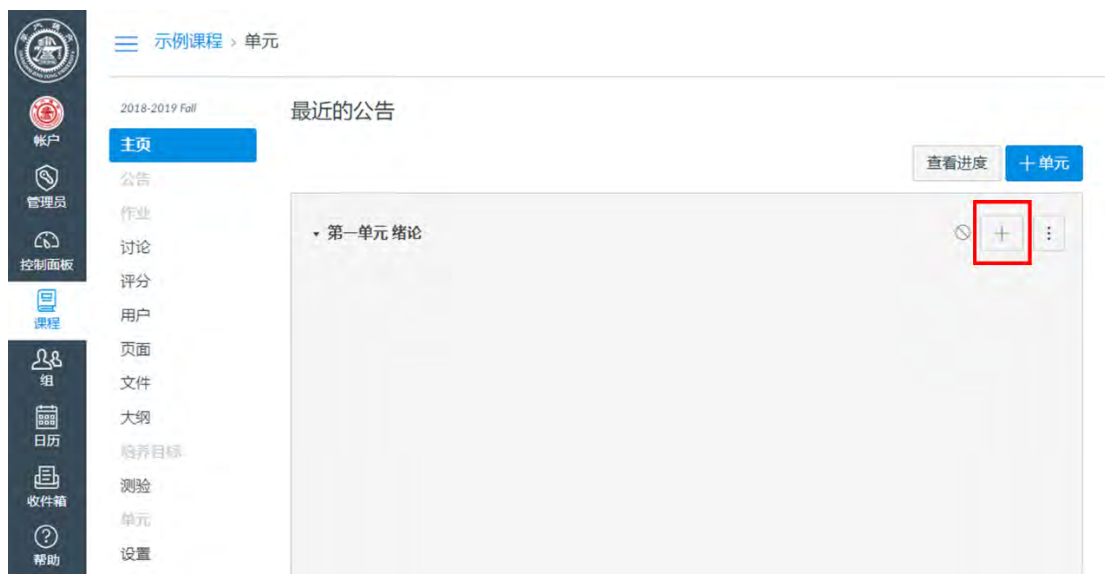 示例课程 › 单元
帐户
管理员
控制面板
课程
组
日历
收件箱
帮助
2018-2019 Fall
主页
公告
作业
讨论
评分
用户
页面
文件
大纲
培养目标
测验
单元
设置
最近的公告
查看进度
＋单元
第一单元 绪论